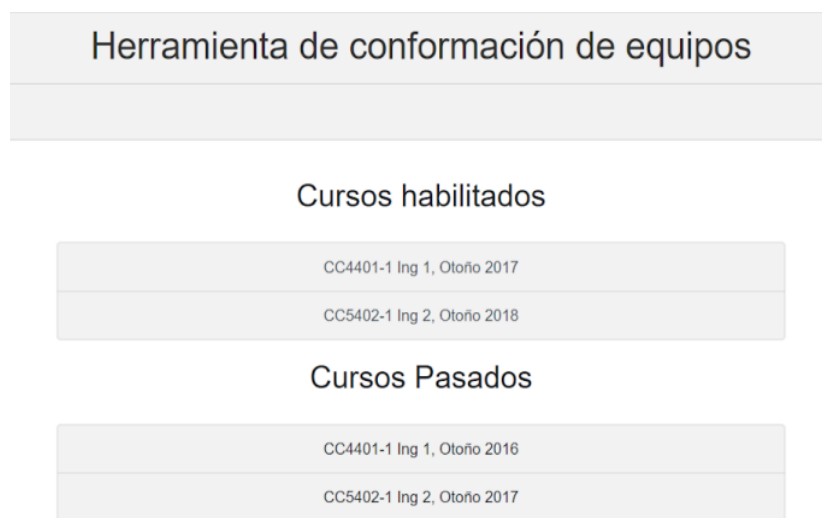 Herramienta de conformación de equipos
Cursos habilitados
CC4401-1 Ing 1, Otoño 2017
CC5402-1 Ing 2, Otoño 2018
Cursos Pasados
CC4401-1 Ing 1, Otoño 2016
CC5402-1 Ing 2, Otoño 2017